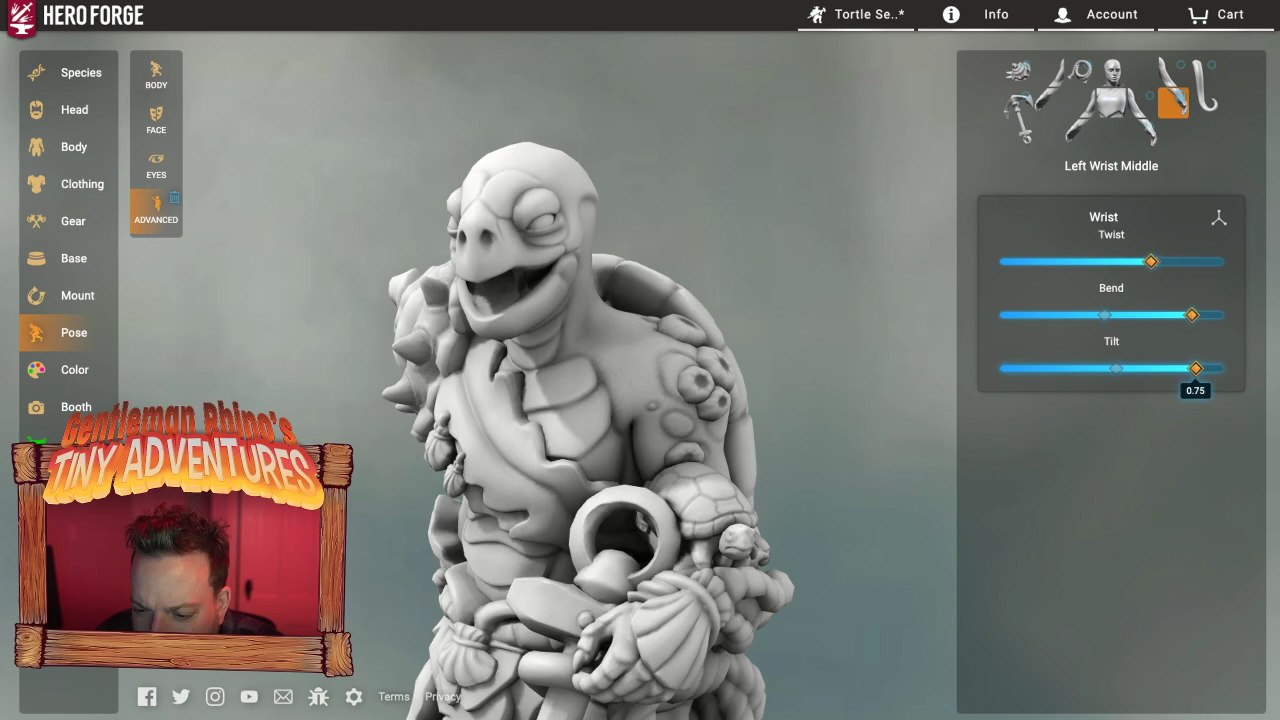 HERO FORGE
Tortle Se..*
Info
Account
Cart
Species
Head
Body
Clothing
Gear
Base
Mount
Pose
Color
Booth
BODY
FACE
EYES
ADVANCED
Left Wrist Middle
Wrist
Twist
Bend
Tilt
0.75
Gentleman Rhino's
TINY ADVENTURES
Terms
Privacy